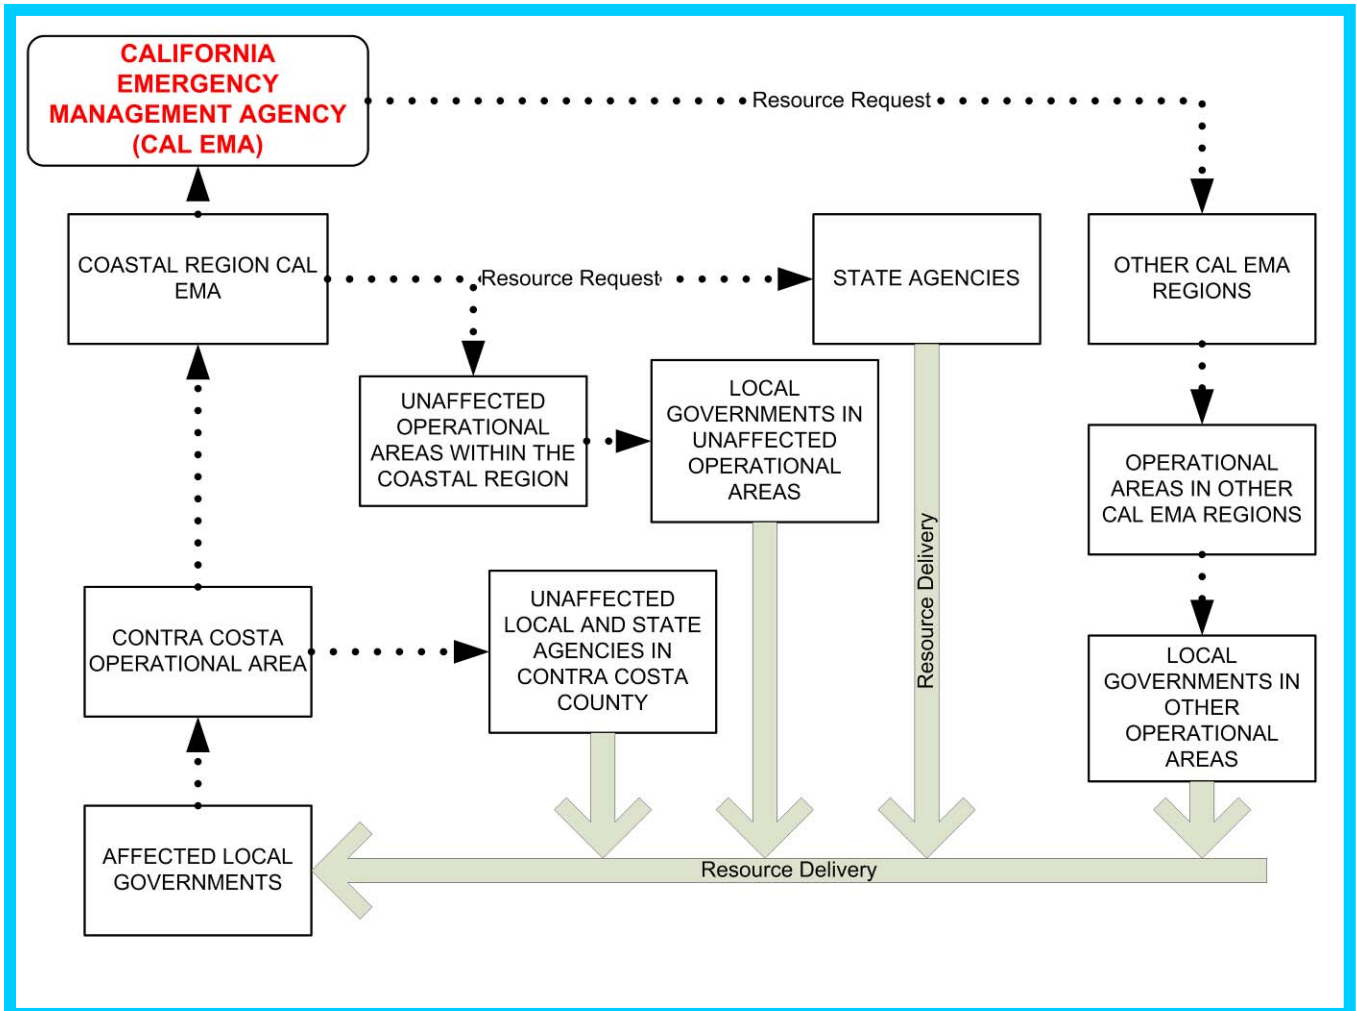 CALIFORNIA
EMERGENCY
MANAGEMENT AGENCY
(CAL EMA)
Resource Request
COASTAL REGION CAL
EMA
Resource Request
STATE AGENCIES
OTHER CAL EMA
REGIONS
UNAFFECTED
OPERATIONAL
AREAS WITHIN THE
COASTAL REGION
LOCAL
GOVERNMENTS IN
UNAFFECTED
OPERATIONAL
AREAS
OPERATIONAL
AREAS IN OTHER
CAL EMA REGIONS
Resource Delivery
CONTRA COSTA
OPERATIONAL AREA
UNAFFECTED
LOCAL AND STATE
AGENCIES IN
CONTRA COSTA
COUNTY
LOCAL
GOVERNMENTS IN
OTHER
OPERATIONAL
AREAS
AFFECTED LOCAL
GOVERNMENTS
Resource Delivery